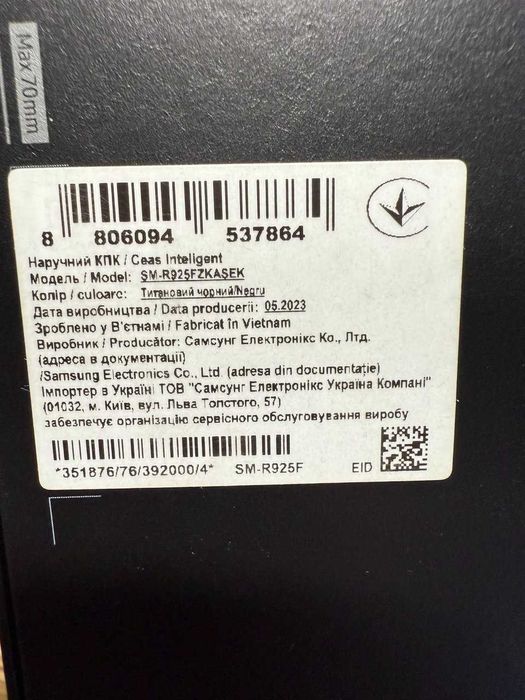 Max 70mm
8 806094 537864
Наручний КПК / Ceas Inteligent
Модель / Model: SM-R925FZKASEK
Колір / culoare: Титановий чорний/Negru
Дата виробництва / Data producerii: 05.2023
Зроблено у В'єтнамі / Fabricat în Vietnam
Виробник / Producător: Самсунг Електронікс Ко., Лтд.
(адреса в документації)
/Samsung Electronics Co., Ltd. (adresa din documentație)
Імпортер в Україні ТОВ "Самсунг Електронікс Україна Компані"
(01032, м. Київ, вул. Льва Толстого, 57)
забезпечує організацію сервісного обслуговування виробу
*351876/76/392000/4* SM-R925F EID